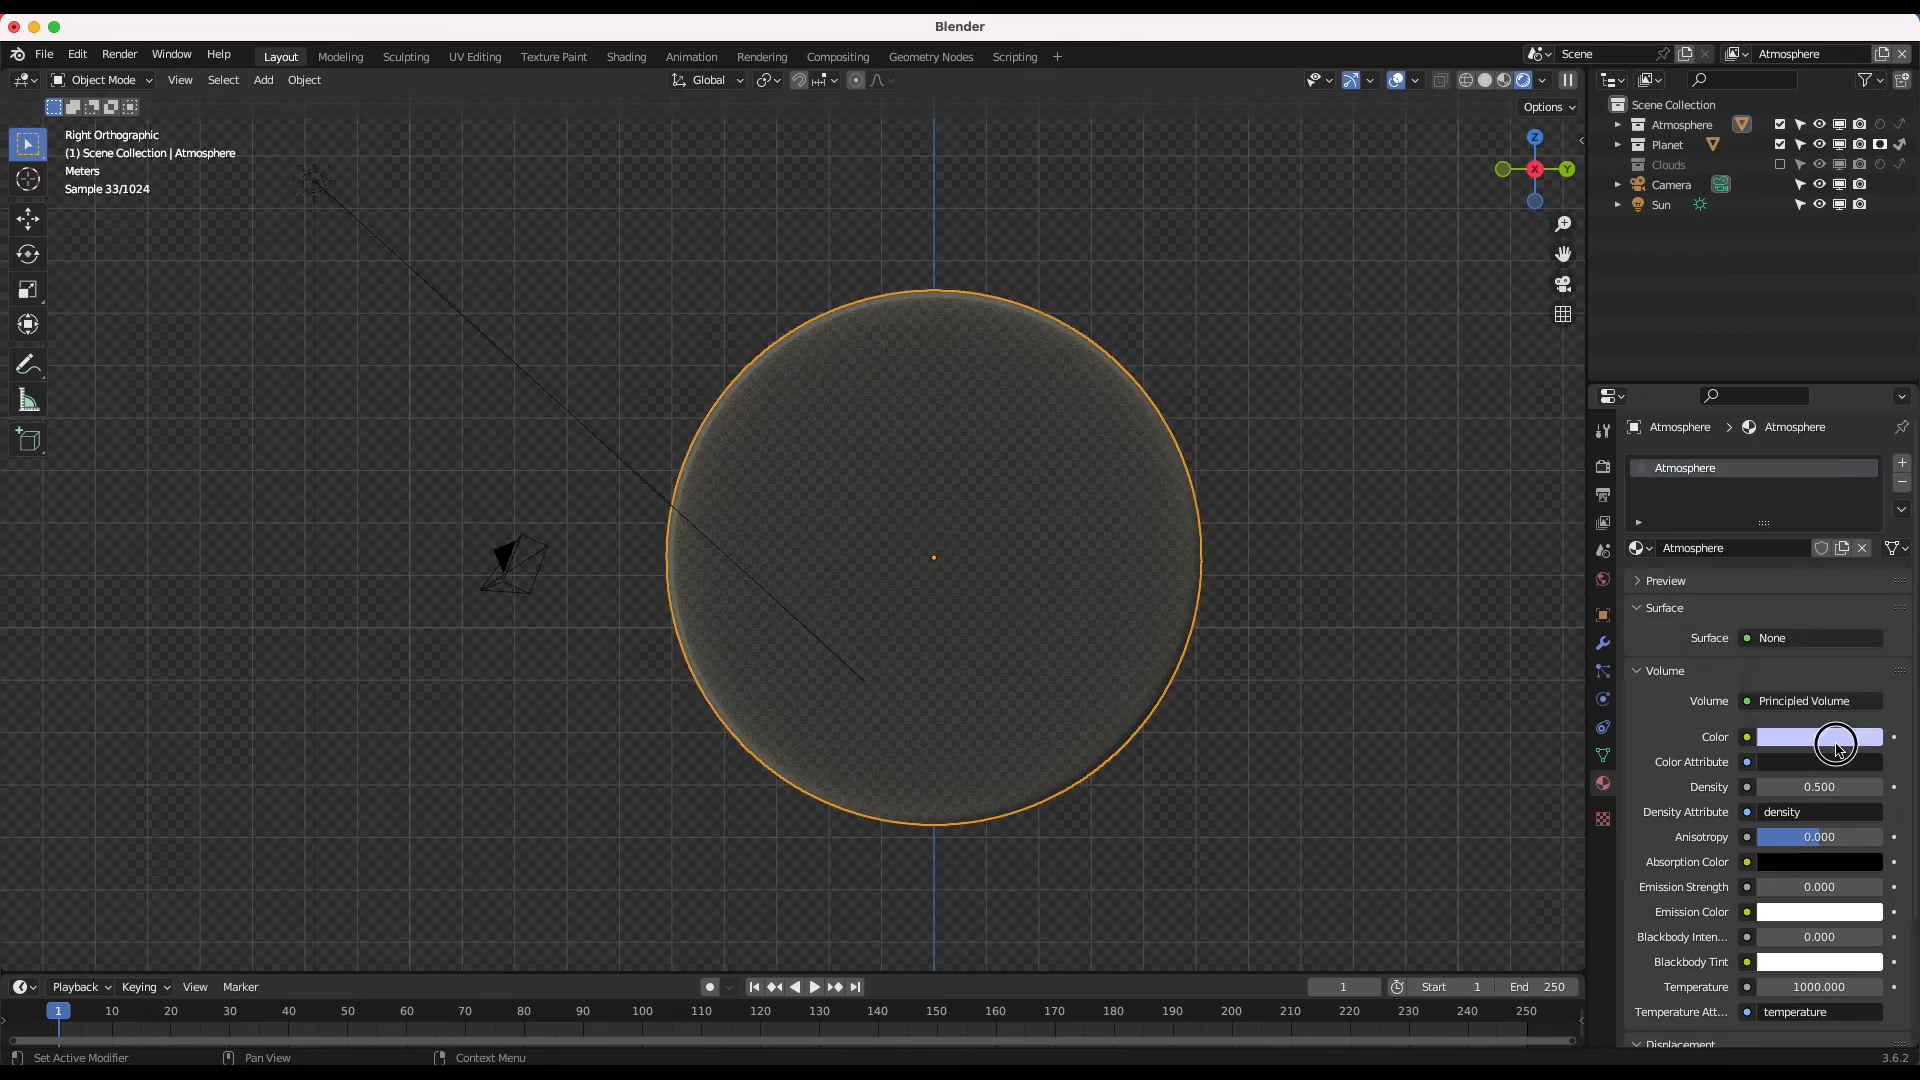 Blender
File Edit Render Window Help Layout Modeling Sculpting UV Editing Texture Paint Shading Animation Rendering Compositing Geometry Nodes Scripting + Scene Atmosphere
Object Mode View Select Add Object Global
Options
Right Orthographic
(1) Scene Collection | Atmosphere
Meters
Sample 33/1024
Z
X
Y
Scene Collection
Atmosphere
Planet
Clouds
Camera
Sun
Atmosphere > Atmosphere
Atmosphere
Atmosphere
Preview
Surface
Surface None
Volume
Volume Principled Volume
Color
Color Attribute
Density 0.500
Density Attribute density
Anisotropy 0.000
Absorption Color
Emission Strength 0.000
Emission Color
Blackbody Inten... 0.000
Blackbody Tint
Temperature 1000.000
Temperature Att... temperature
Displacement
Playback Keying View Marker 1 Start 1 End 250
1 10 20 30 40 50 60 70 80 90 100 110 120 130 140 150 160 170 180 190 200 210 220 230 240 250
Set Active Modifier Pan View Context Menu 3.6.2